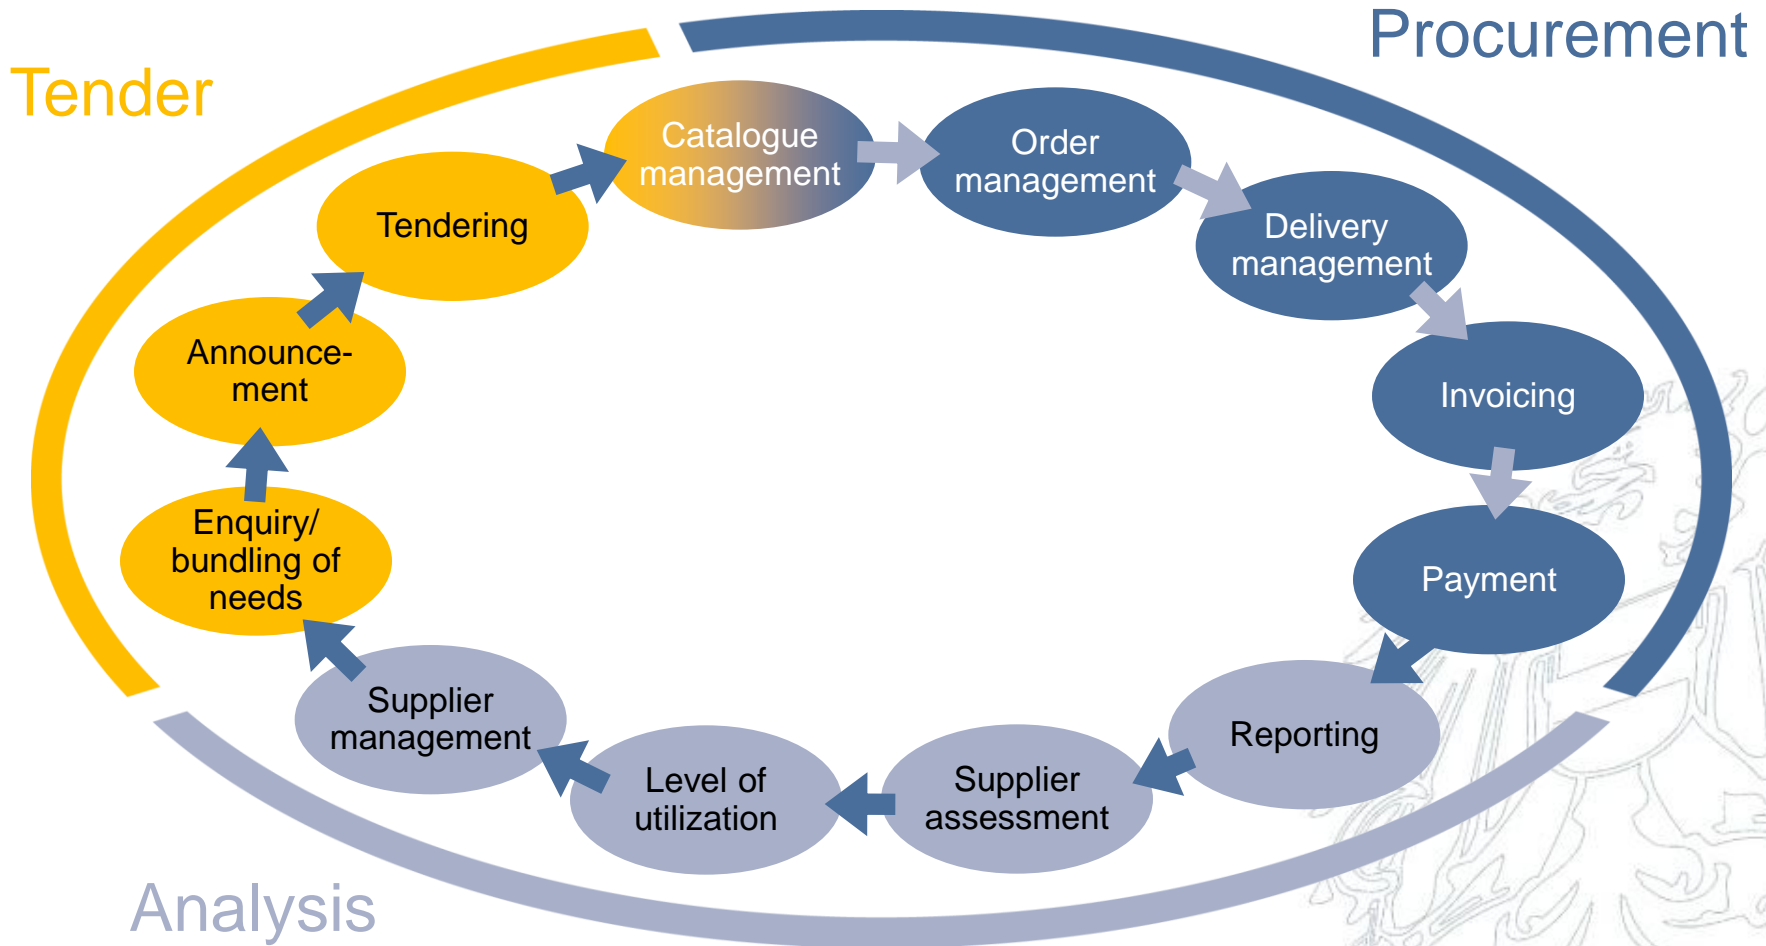 Procurement
Tender
Catalogue
management
Order
management
Tendering
Delivery
management
Announce-
ment
Invoicing
Enquiry/
bundling of
needs
Payment
Supplier
management
Reporting
Level of
utilization
Supplier
assessment
Analysis